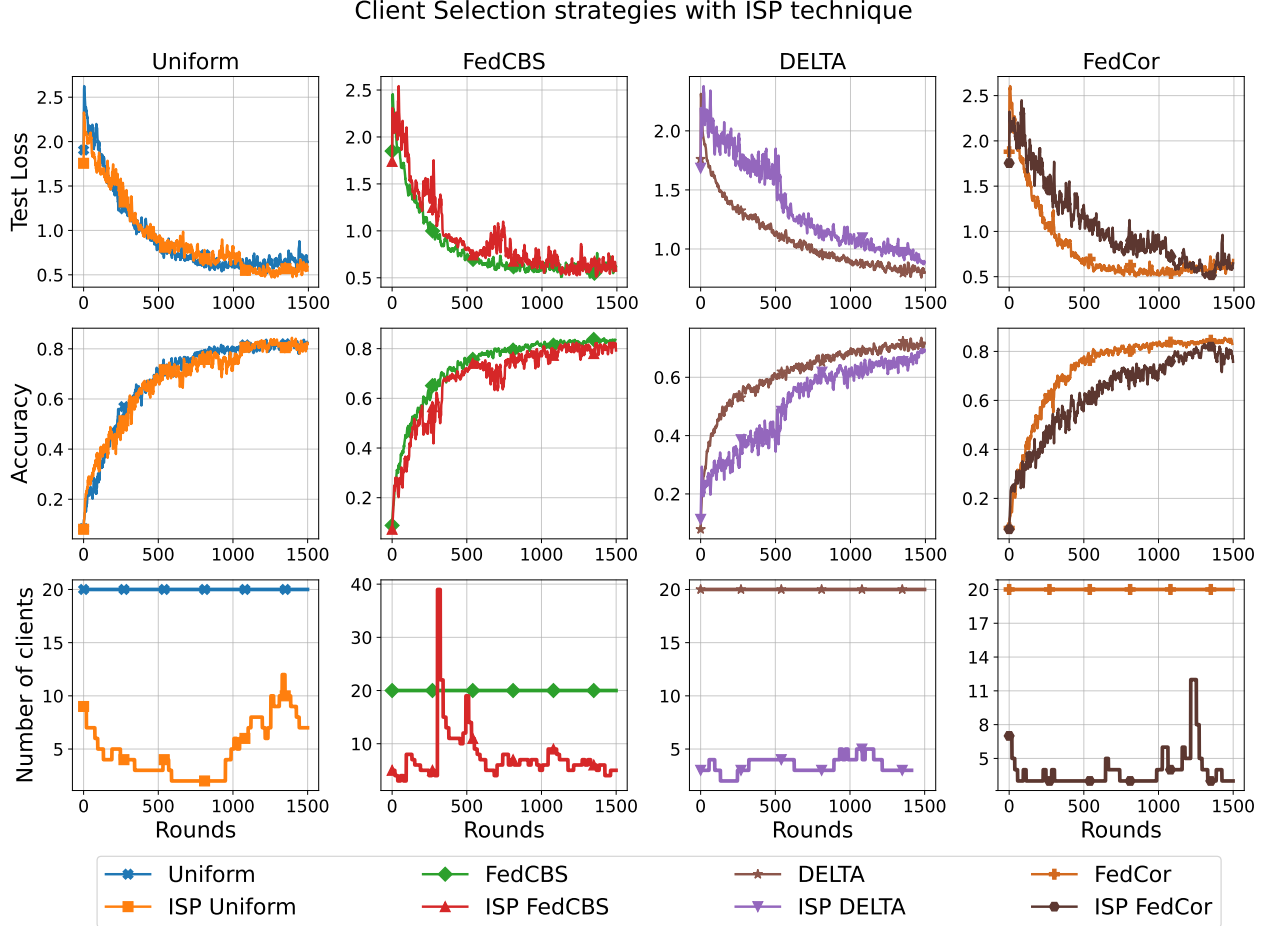 Client Selection strategies with ISP technique
Uniform FedCBS DELTA FedCor
Test Loss
2.5 2.0 1.5 1.0 0.5
0 500 1000 1500
2.5 2.0 1.5 1.0 0.5
0 500 1000 1500
2.0 1.5 1.0
0 500 1000 1500
2.5 2.0 1.5 1.0 0.5
0 500 1000 1500
Accuracy
0.8 0.6 0.4 0.2
0 500 1000 1500
0.8 0.6 0.4 0.2
0 500 1000 1500
0.6 0.4 0.2
0 500 1000 1500
0.8 0.6 0.4 0.2
0 500 1000 1500
Number of clients
20 15 10 5
0 500 1000 1500
Rounds
40 30 20 10
0 500 1000 1500
Rounds
20 15 10 5
0 500 1000 1500
Rounds
20 17 14 11 8 5
0 500 1000 1500
Rounds
Uniform FedCBS DELTA FedCor
ISP Uniform ISP FedCBS ISP DELTA ISP FedCor